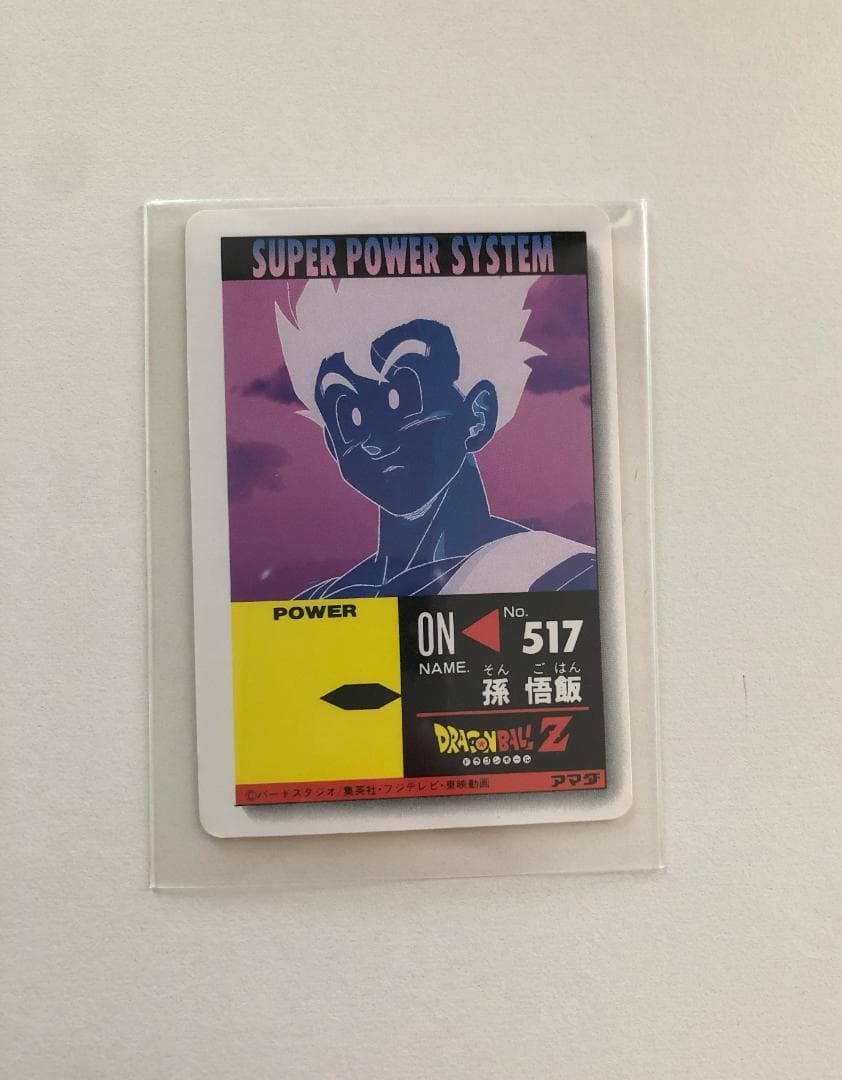 SUPER POWER SYSTEM
POWER
ON
No.
517
NAME.
そん ご はん
孫 悟飯
DRAGON BALL Z
ドラゴンボール
©バードスタジオ/集英社・フジテレビ・東映動画
アマダ